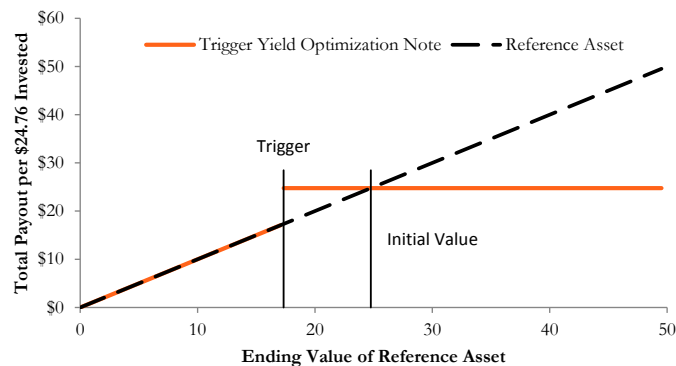 $60
Trigger Yield Optimization Note Reference Asset
$50
$40
Trigger
$30
$20
Initial Value
$10
$0
0 10 20 30 40 50
Total Payout per $24.76 Invested
Ending Value of Reference Asset